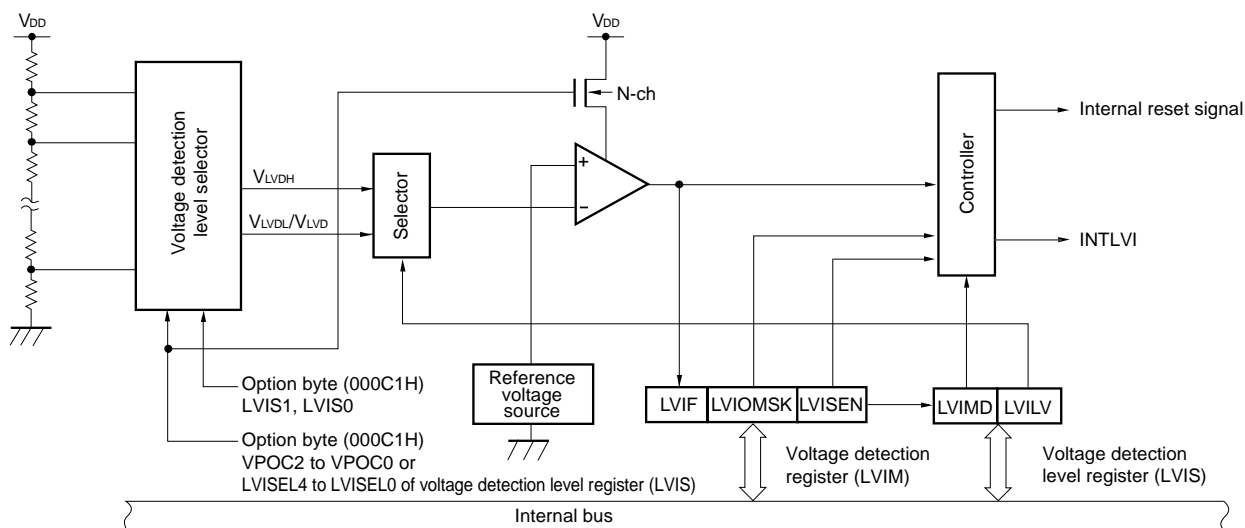 VDD
VDD
N-ch
Voltage detection
level selector
VLVDH
VLVDL/VLVD
Selector
+
−
Controller
Internal reset signal
INTLVI
Option byte (000C1H)
LVIS1, LVIS0
Option byte (000C1H)
VPOC2 to VPOC0 or
LVISEL4 to LVISEL0 of voltage detection level register (LVIS)
Reference
voltage
source
LVIF LVIOMSK LVISEN
LVIMD LVILV
Voltage detection
register (LVIM)
Voltage detection
level register (LVIS)
Internal bus